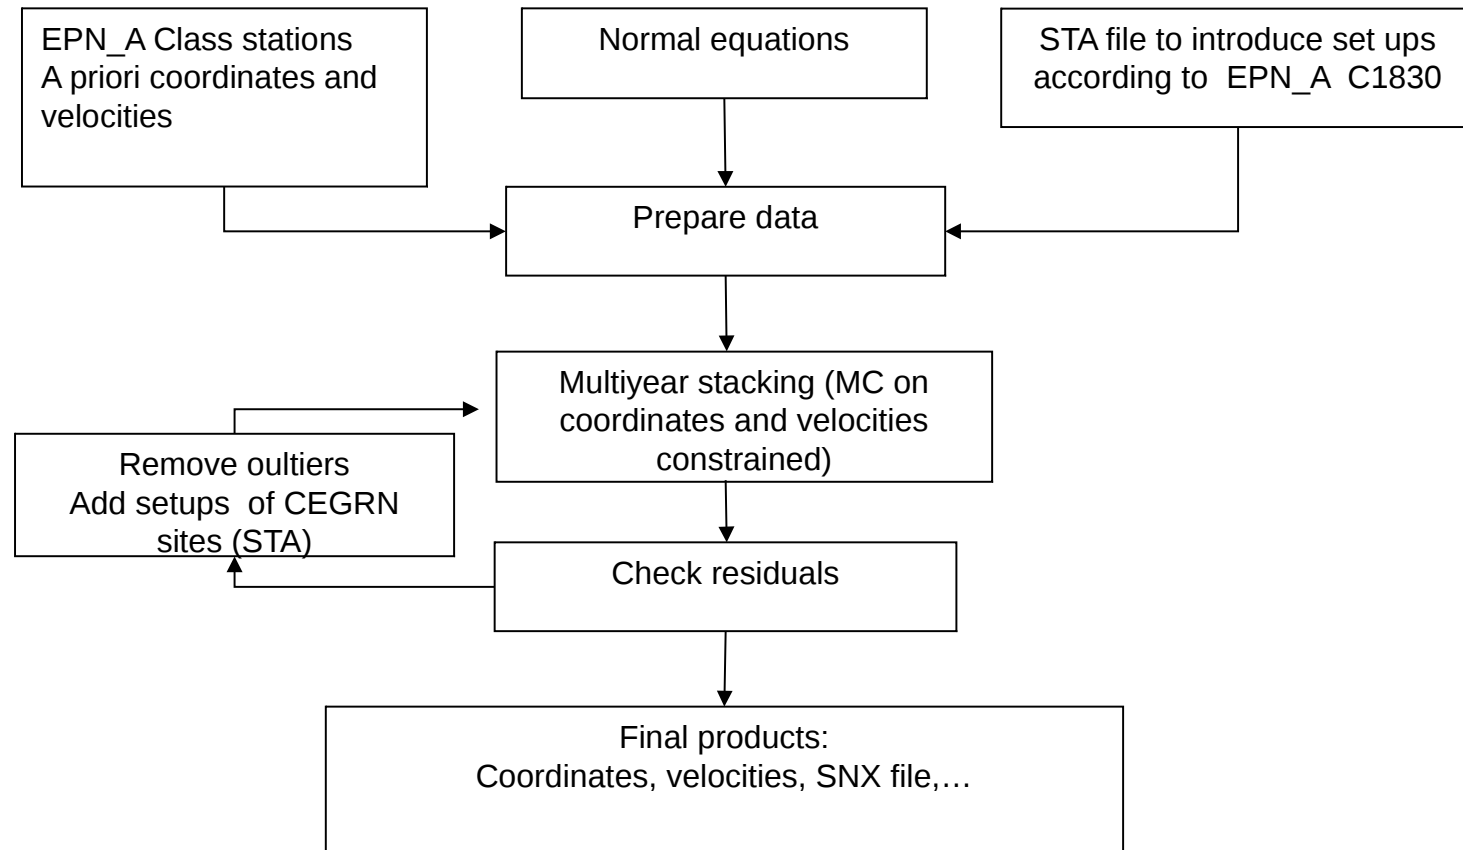 EPN_A Class stations
A priori coordinates and
velocities
Normal equations
STA file to introduce set ups
according to  EPN_A  C1830
Prepare data
Multiyear stacking (MC on
coordinates and velocities
constrained)
Remove oultiers
Add setups  of CEGRN
sites (STA)
Check residuals
Final products:
Coordinates, velocities, SNX file,…